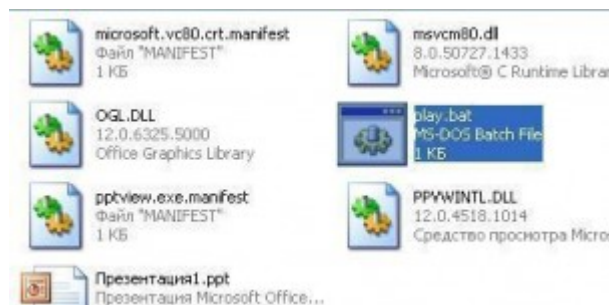 microsoft.vc80.crt.manifest
Файл "MANIFEST"
1 КБ
msvcm80.dll
8.0.50727.1433
Microsoft® C Runtime Librar
OGL.DLL
12.0.6325.5000
Office Graphics Library
play.bat
MS-DOS Batch File
1 КБ
pptview.exe.manifest
Файл "MANIFEST"
1 КБ
PPVWINTL.DLL
12.0.4518.1014
Средство просмотра Micros
Презентация1.ppt
Презентация Microsoft Office...